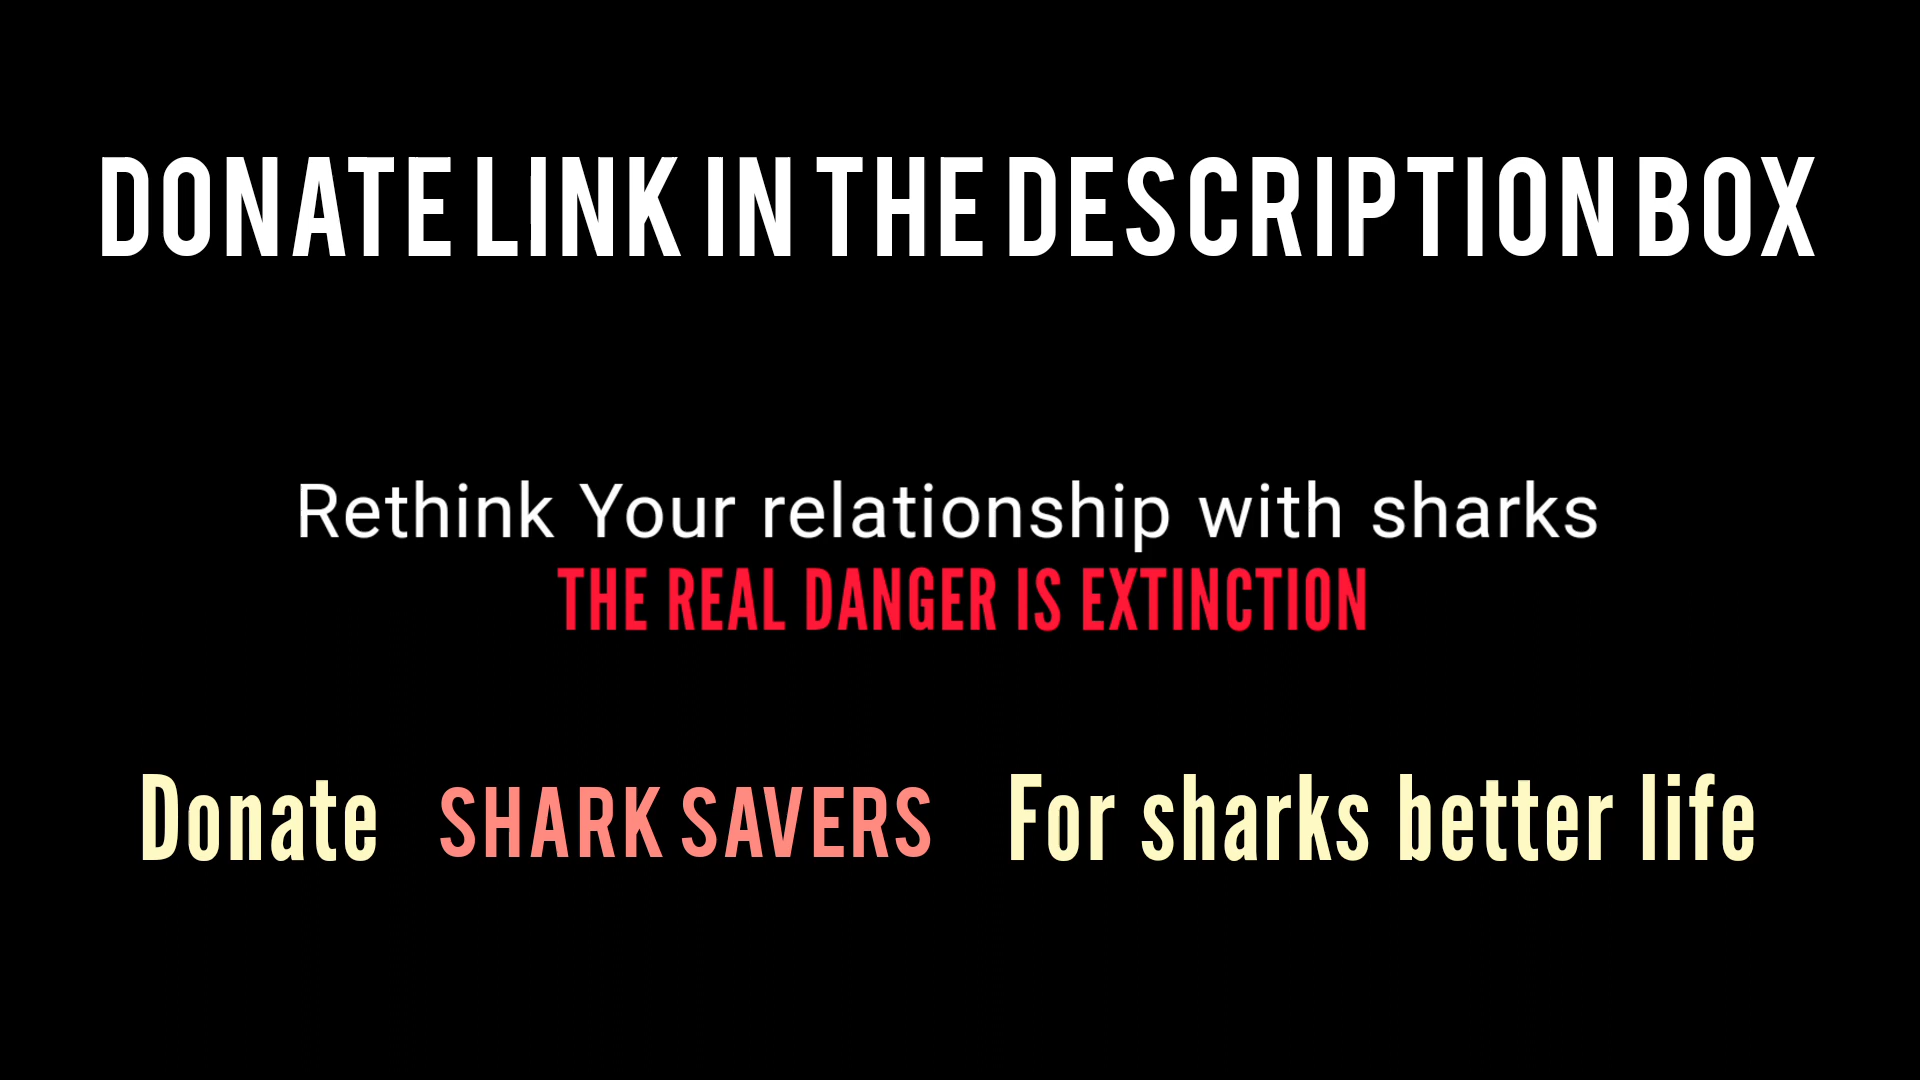 DONATE LINK IN THE DESCRIPTION BOX
Rethink Your relationship with sharks
THE REAL DANGER IS EXTINCTION
Donate SHARK SAVERS For sharks better life